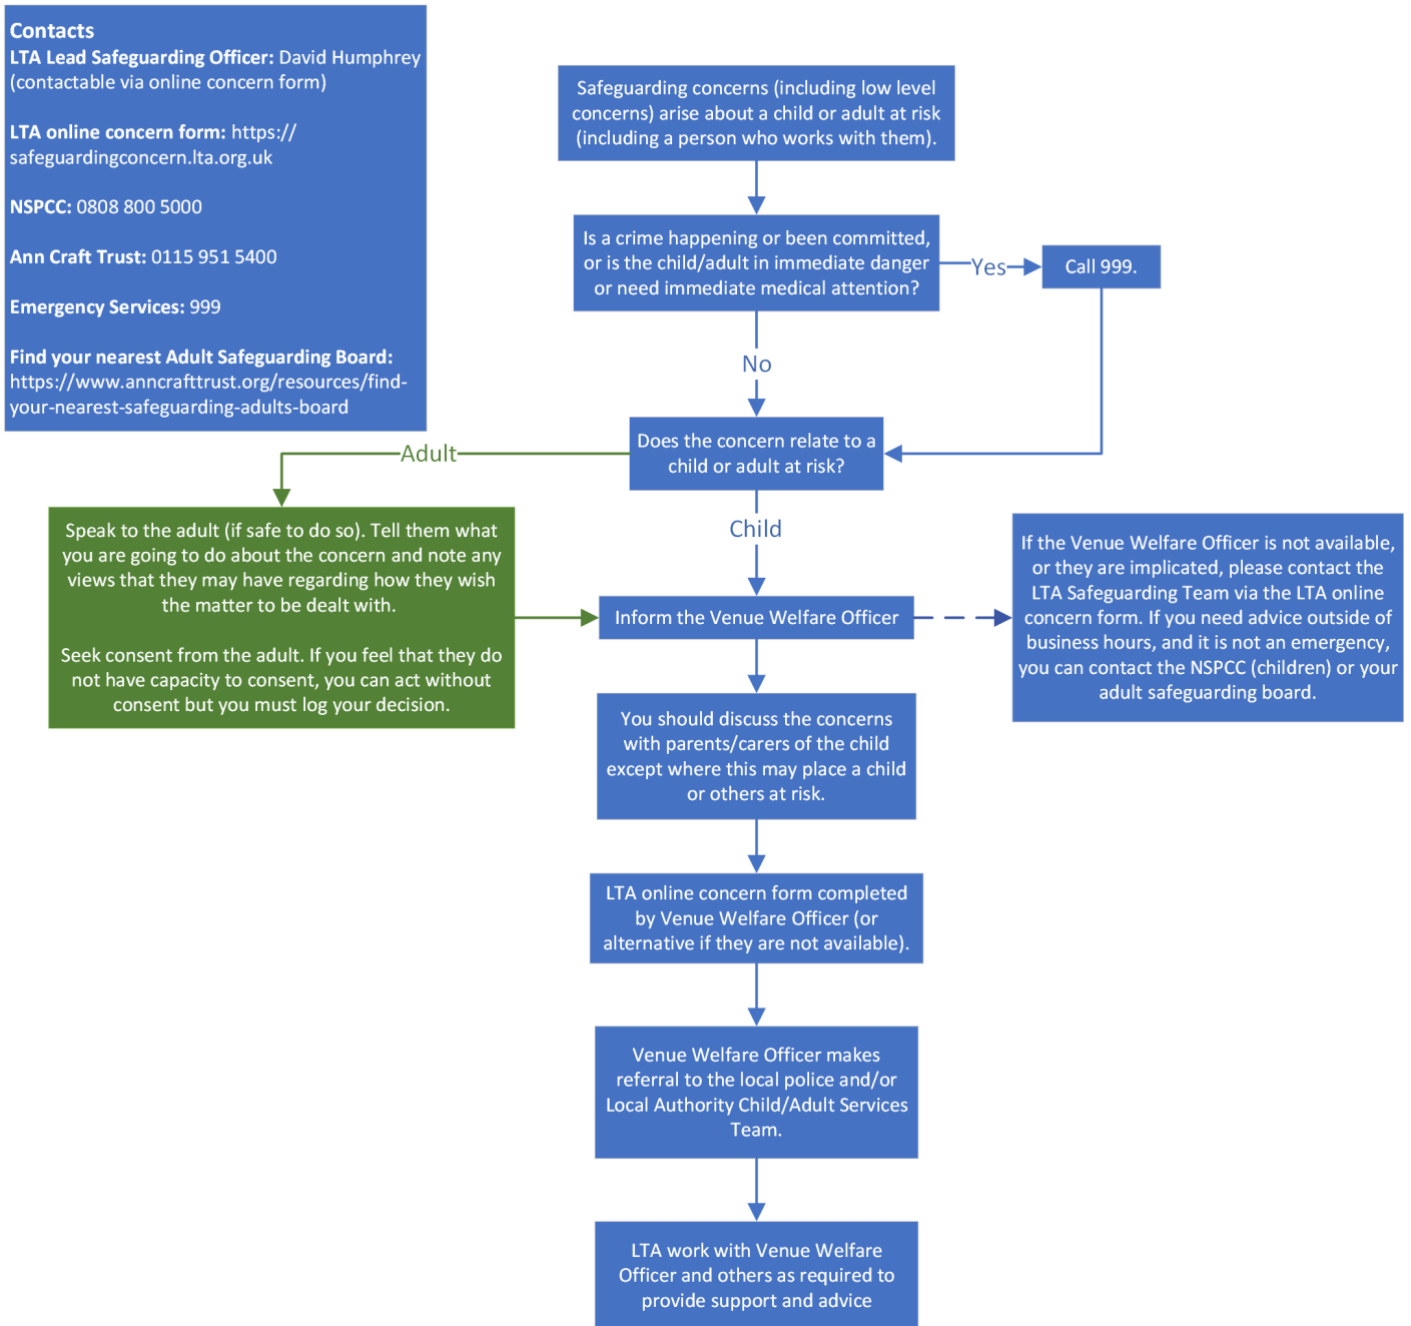 Contacts
LTA Lead Safeguarding Officer: David Humphrey
(contactable via online concern form)
LTA online concern form: https://
safeguardingconcern.lta.org.uk
NSPCC: 0808 800 5000
Ann Craft Trust: 0115 951 5400
Emergency Services: 999
Find your nearest Adult Safeguarding Board:
https://www.anncrafttrust.org/resources/find-
your-nearest-safeguarding-adults-board
Safeguarding concerns (including low level
concerns) arise about a child or adult at risk
(including a person who works with them).
Is a crime happening or been committed,
or is the child/adult in immediate danger
or need immediate medical attention?
Yes
Call 999.
No
Does the concern relate to a
child or adult at risk?
Adult
Speak to the adult (if safe to do so). Tell them what
you are going to do about the concern and note any
views that they may have regarding how they wish
the matter to be dealt with.
Seek consent from the adult. If you feel that they do
not have capacity to consent, you can act without
consent but you must log your decision.
Child
Inform the Venue Welfare Officer
If the Venue Welfare Officer is not available,
or they are implicated, please contact the
LTA Safeguarding Team via the LTA online
concern form. If you need advice outside of
business hours, and it is not an emergency,
you can contact the NSPCC (children) or your
adult safeguarding board.
You should discuss the concerns
with parents/carers of the child
except where this may place a child
or others at risk.
LTA online concern form completed
by Venue Welfare Officer (or
alternative if they are not available).
Venue Welfare Officer makes
referral to the local police and/or
Local Authority Child/Adult Services
Team.
LTA work with Venue Welfare
Officer and others as required to
provide support and advice